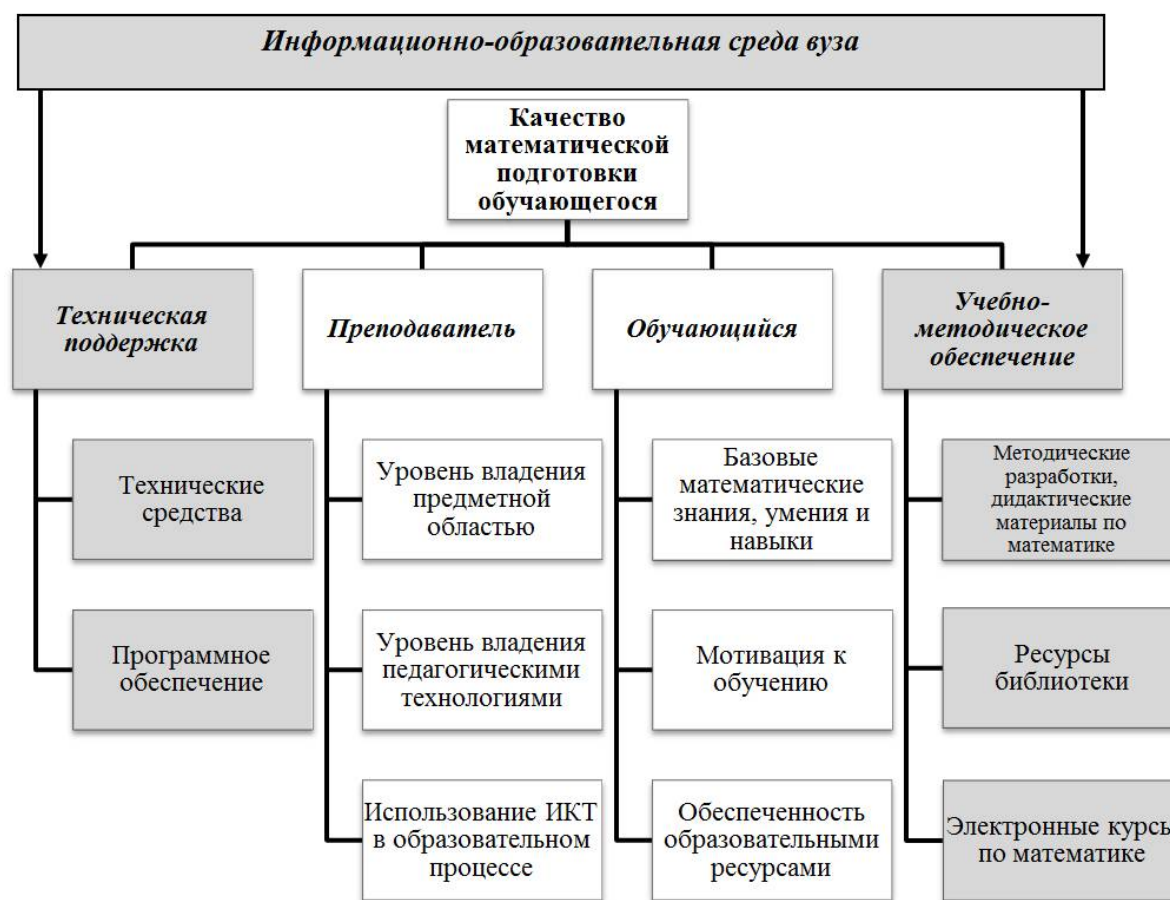 Информационно-образовательная среда вуза
Качество
математической
подготовки
обучающегося
Техническая
поддержка
Преподаватель
Обучающийся
Учебно-
методическое
обеспечение
Технические
средства
Уровень владения
предметной
областью
Базовые
математические
знания, умения и
навыки
Методические
разработки,
дидактические
материалы по
математике
Программное
обеспечение
Уровень владения
педагогическими
технологиями
Мотивация к
обучению
Ресурсы
библиотеки
Использование ИКТ
в образовательном
процессе
Обеспеченность
образовательными
ресурсами
Электронные курсы
по математике